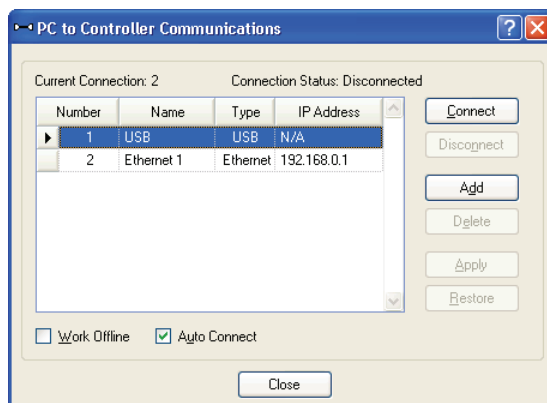 PC to Controller Communications
Current Connection: 2 Connection Status: Disconnected
Number Name Type IP Address
1 USB USB N/A
2 Ethernet 1 Ethernet 192.168.0.1
Connect
Disconnect
Add
Delete
Apply
Restore
Work Offline Auto Connect
Close